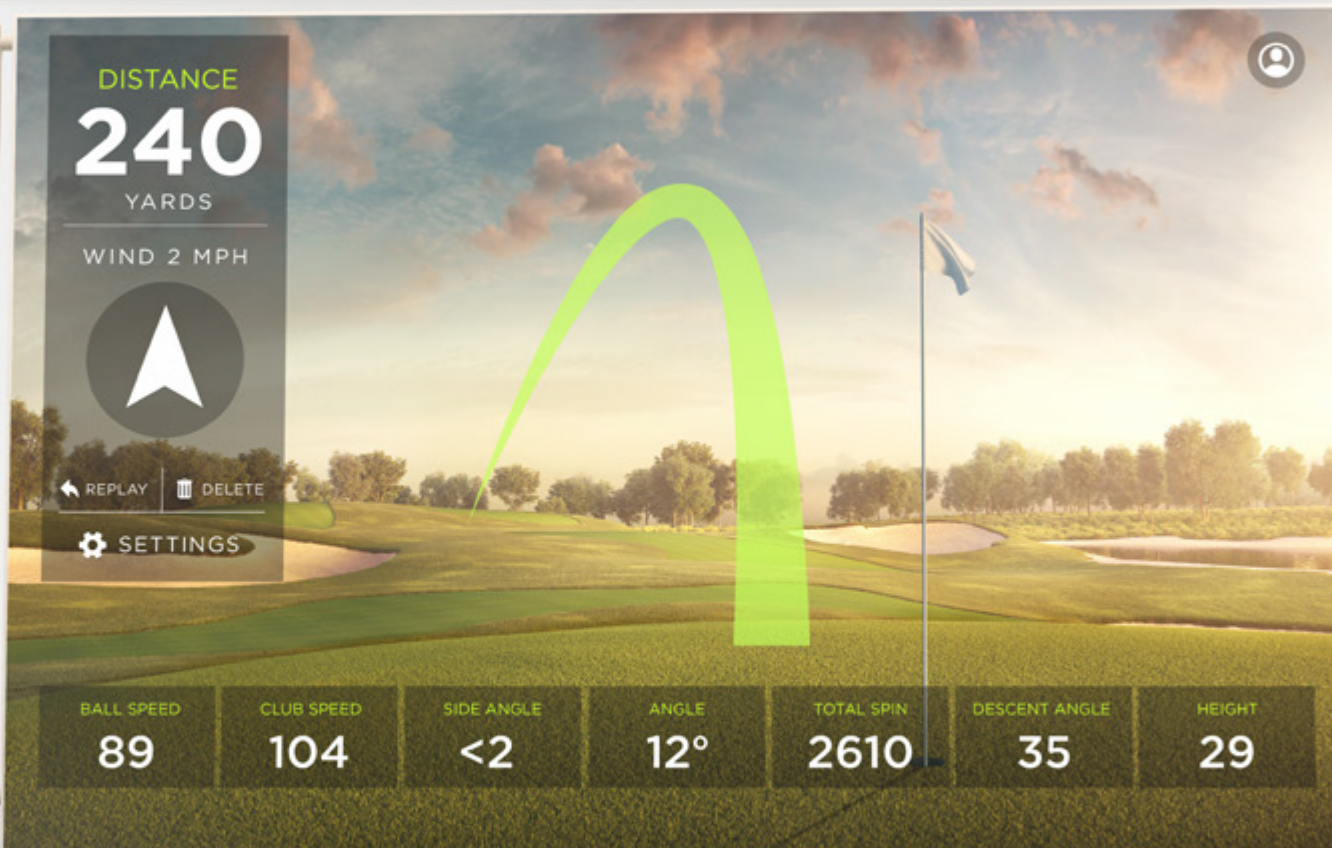 DISTANCE
240
YARDS
WIND 2 MPH
REPLAY DELETE
SETTINGS
BALL SPEED CLUB SPEED SIDE ANGLE ANGLE TOTAL SPIN DESCENT ANGLE HEIGHT
89 104 <2 12° 2610 35 29